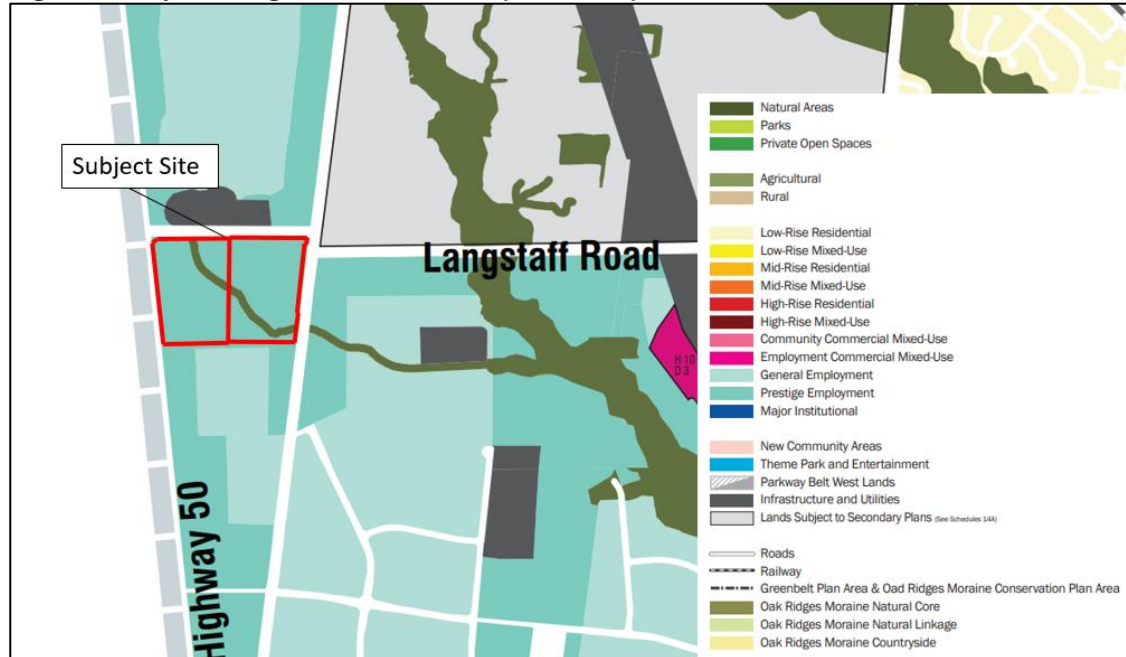 Subject Site
Langstaff Road
Highway 50
H 10
D 3
Natural Areas
Parks
Private Open Spaces
Agricultural
Rural
Low-Rise Residential
Low-Rise Mixed-Use
Mid-Rise Residential
Mid-Rise Mixed-Use
High-Rise Residential
High-Rise Mixed-Use
Community Commercial Mixed-Use
Employment Commercial Mixed-Use
General Employment
Prestige Employment
Major Institutional
New Community Areas
Theme Park and Entertainment
Parkway Belt West Lands
Infrastructure and Utilities
Lands Subject to Secondary Plans (See Schedules 14A)
Roads
Railway
Greenbelt Plan Area & Oad Ridges Moraine Conservation Plan Area
Oak Ridges Moraine Natural Core
Oak Ridges Moraine Natural Linkage
Oak Ridges Moraine Countryside